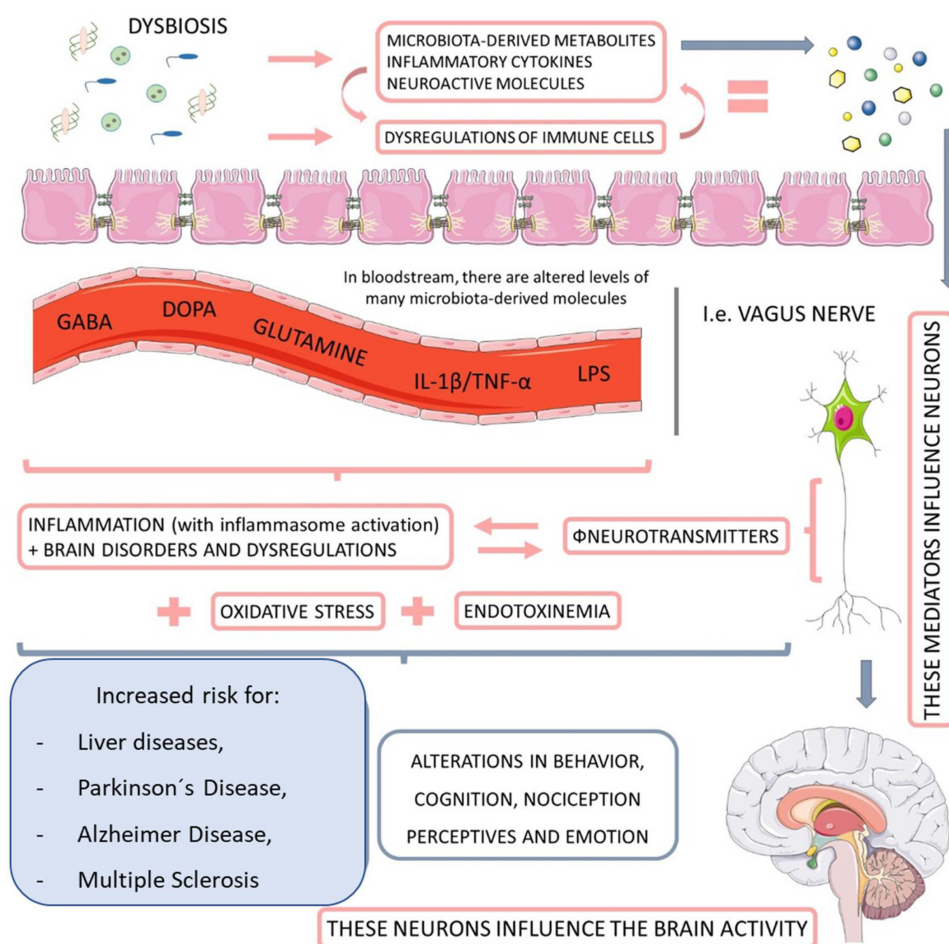 DYSBIOSIS
MICROBIOTA-DERIVED METABOLITES
INFLAMMATORY CYTOKINES
NEUROACTIVE MOLECULES
DYSREGULATIONS OF IMMUNE CELLS
In bloodstream, there are altered levels of
many microbiota-derived molecules
GABA
DOPA
GLUTAMINE
IL-1β/TNF-α
LPS
I.e. VAGUS NERVE
THESE MEDIATORS INFLUENCE NEURONS
INFLAMMATION (with inflammasome activation)
+ BRAIN DISORDERS AND DYSREGULATIONS
ΦNEUROTRANSMITTERS
OXIDATIVE STRESS
ENDOTOXINEMIA
Increased risk for:
- Liver diseases,
- Parkinson´s Disease,
- Alzheimer Disease,
- Multiple Sclerosis
ALTERATIONS IN BEHAVIOR,
COGNITION, NOCICEPTION
PERCEPTIVES AND EMOTION
THESE NEURONS INFLUENCE THE BRAIN ACTIVITY